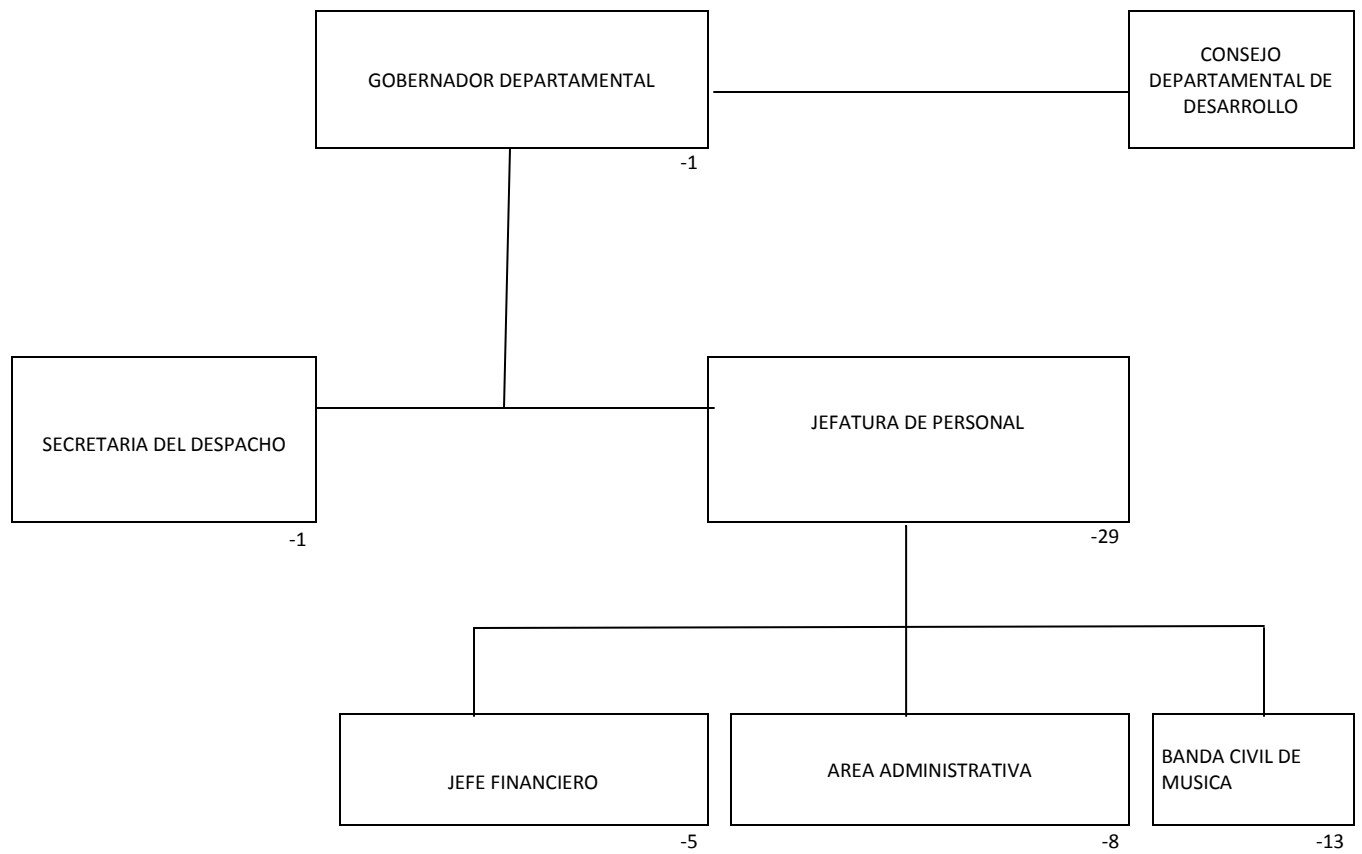 GOBERNADOR DEPARTAMENTAL
CONSEJO
DEPARTAMENTAL DE
DESARROLLO
-1
SECRETARIA DEL DESPACHO
JEFATURA DE PERSONAL
-1
-29
JEFE FINANCIERO
AREA ADMINISTRATIVA
BANDA CIVIL DE
MUSICA
-5
-8
-13